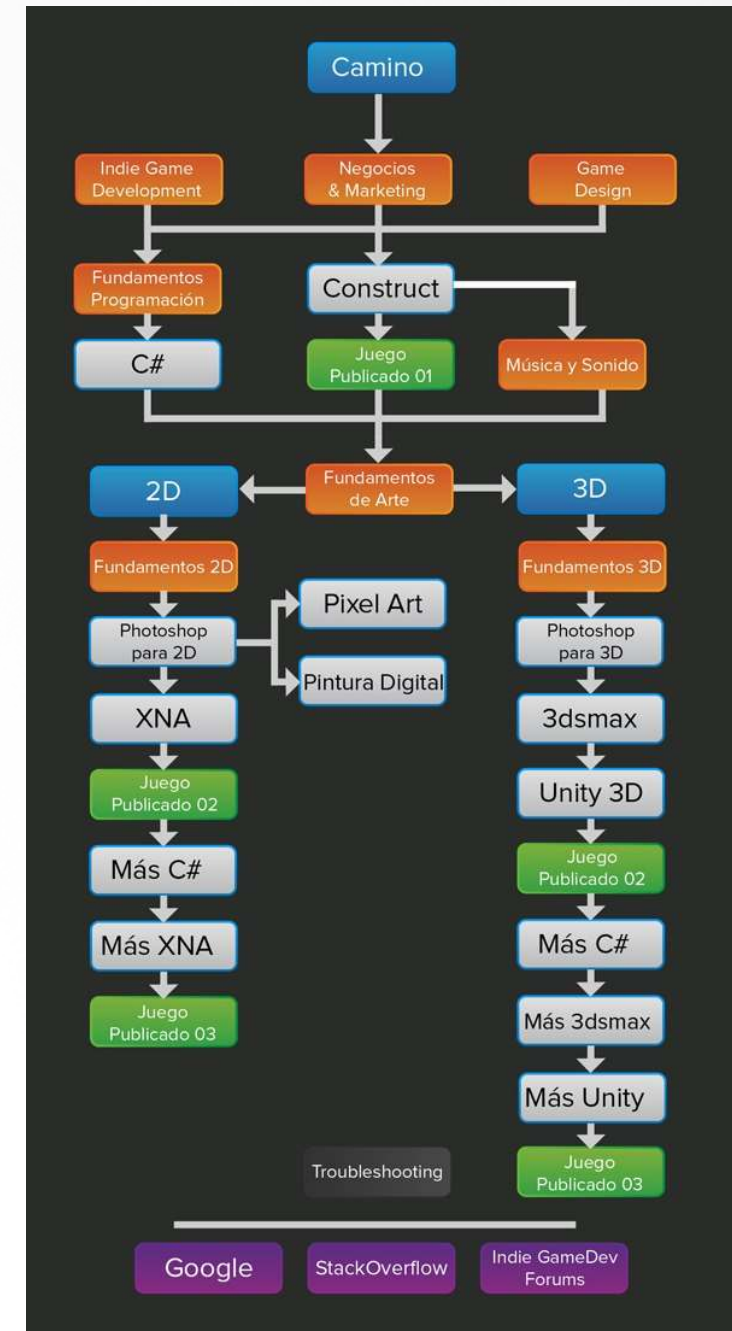 Camino
Indie Game
Development
Negocios
& Marketing
Game
Design
Fundamentos
Programación
Construct
C#
Juego
Publicado 01
Música y Sonido
Fundamentos
de Arte
2D
3D
Fundamentos 2D
Fundamentos 3D
Pixel Art
Photoshop
para 2D
Photoshop
para 3D
Pintura Digital
XNA
3dsmax
Juego
Publicado 02
Unity 3D
Más C#
Juego
Publicado 02
Más XNA
Más C#
Juego
Publicado 03
Más 3dsmax
Más Unity
Troubleshooting
Juego
Publicado 03
Google
StackOverflow
Indie GameDev
Forums